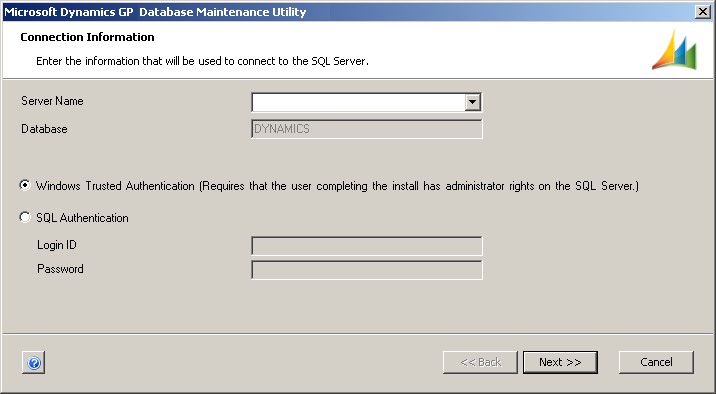 Microsoft Dynamics GP Database Maintenance Utility
Connection Information
Enter the information that will be used to connect to the SQL Server.
Server Name
Database DYNAMICS
Windows Trusted Authentication (Requires that the user completing the install has administrator rights on the SQL Server.)
SQL Authentication
Login ID
Password
? << Back Next >> Cancel